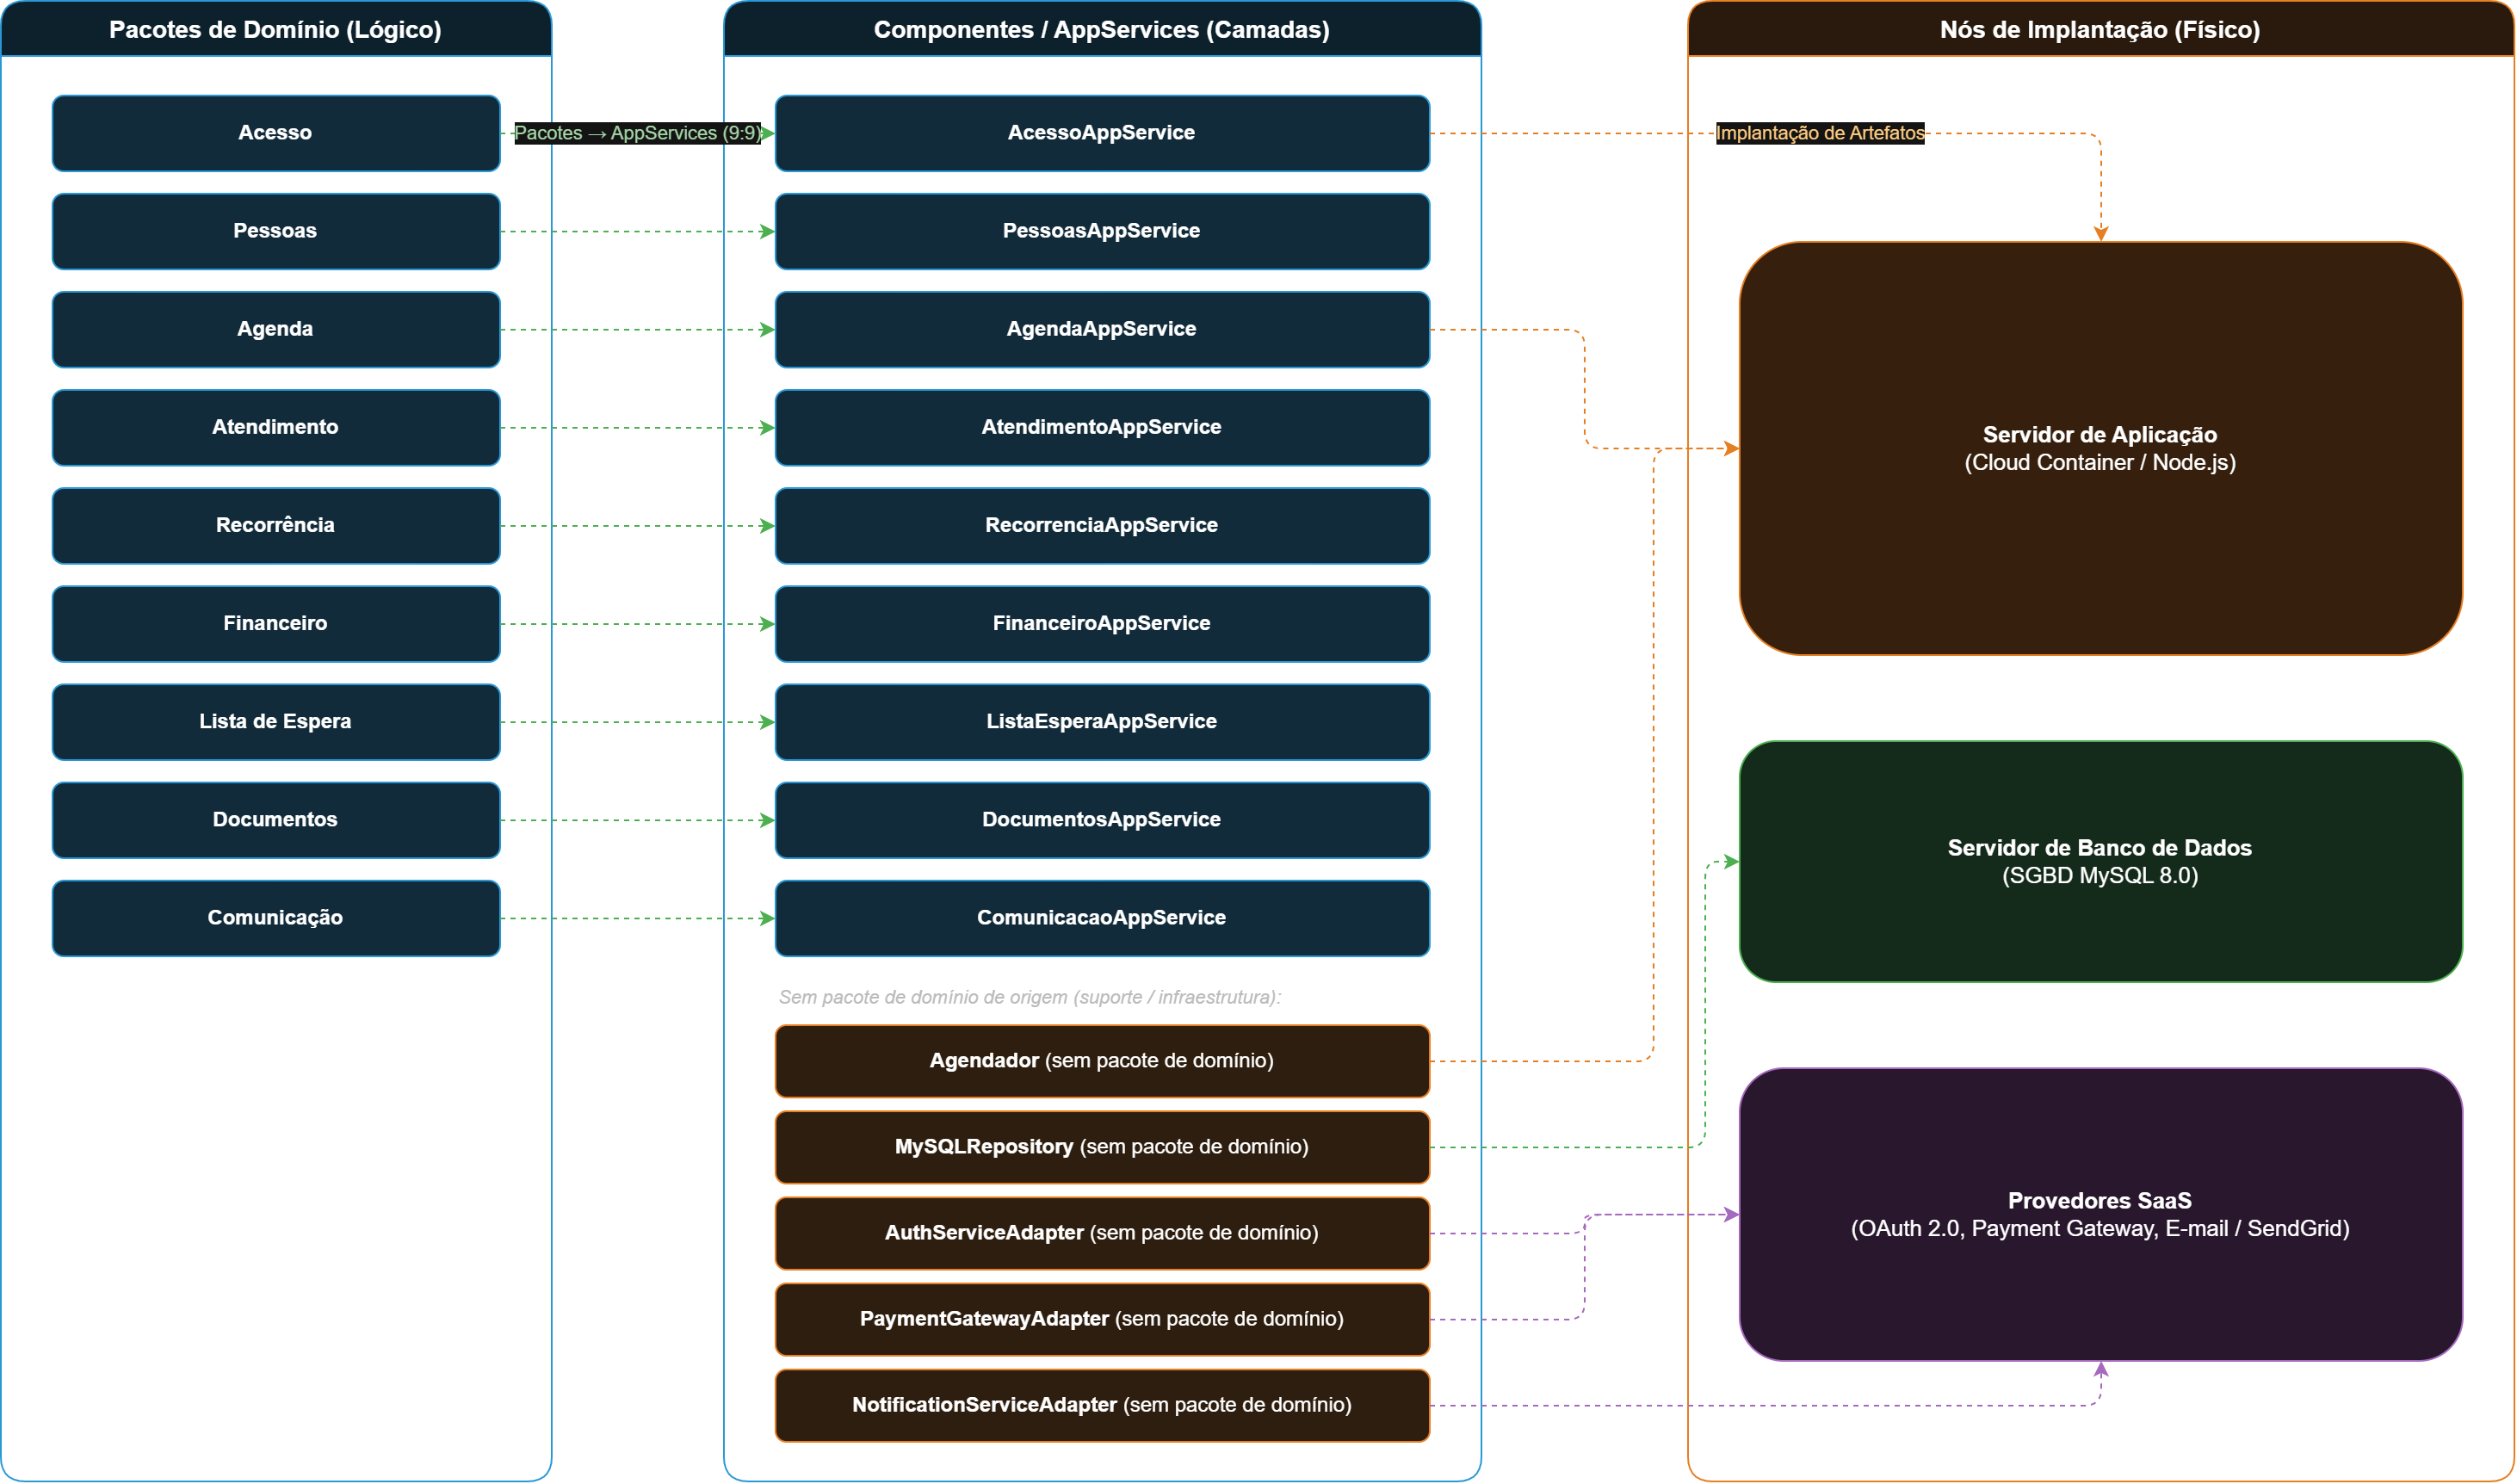 Pacotes de Domínio (Lógico)
Acesso
Pessoas
Agenda
Atendimento
Recorrência
Financeiro
Lista de Espera
Documentos
Comunicação
Pacotes → AppServices (9:9)
Componentes / AppServices (Camadas)
AcessoAppService
PessoasAppService
AgendaAppService
AtendimentoAppService
RecorrenciaAppService
FinanceiroAppService
ListaEsperaAppService
DocumentosAppService
ComunicacaoAppService
Sem pacote de domínio de origem (suporte / infraestrutura):
Agendador (sem pacote de domínio)
MySQLRepository (sem pacote de domínio)
AuthServiceAdapter (sem pacote de domínio)
PaymentGatewayAdapter (sem pacote de domínio)
NotificationServiceAdapter (sem pacote de domínio)
Nós de Implantação (Físico)
Implantação de Artefatos
Servidor de Aplicação
(Cloud Container / Node.js)
Servidor de Banco de Dados
(SGBD MySQL 8.0)
Provedores SaaS
(OAuth 2.0, Payment Gateway, E-mail / SendGrid)